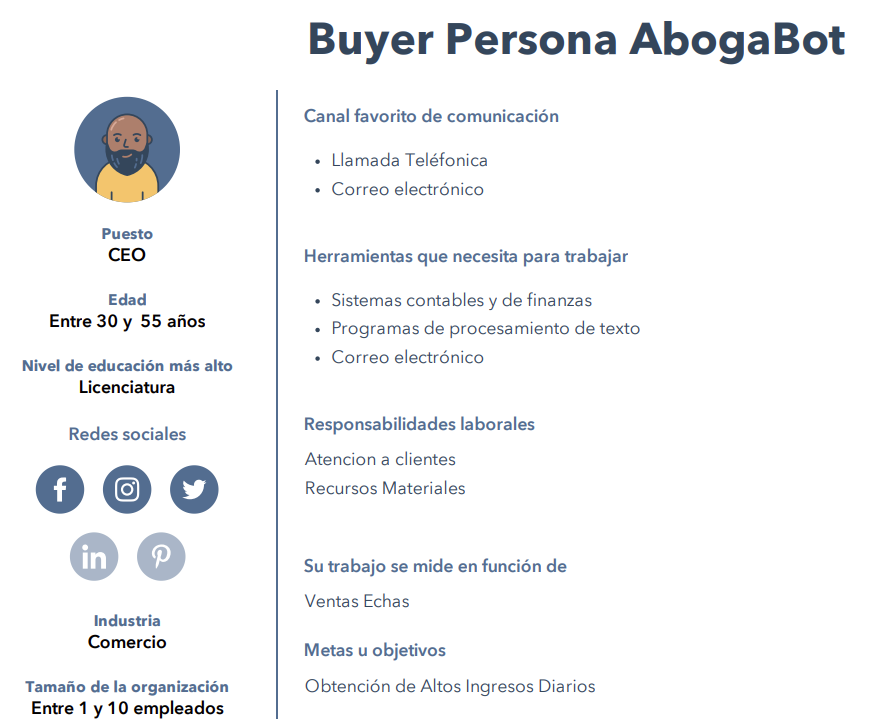 Buyer Persona AbogaBot
Puesto
CEO
Edad
Entre 30 y 55 años
Nivel de educación más alto
Licenciatura
Redes sociales
Industria
Comercio
Tamaño de la organización
Entre 1 y 10 empleados
Canal favorito de comunicación
• Llamada Teléfonica
• Correo electrónico
Herramientas que necesita para trabajar
• Sistemas contables y de finanzas
• Programas de procesamiento de texto
• Correo electrónico
Responsabilidades laborales
Atencion a clientes
Recursos Materiales
Su trabajo se mide en función de
Ventas Echas
Metas u objetivos
Obtención de Altos Ingresos Diarios